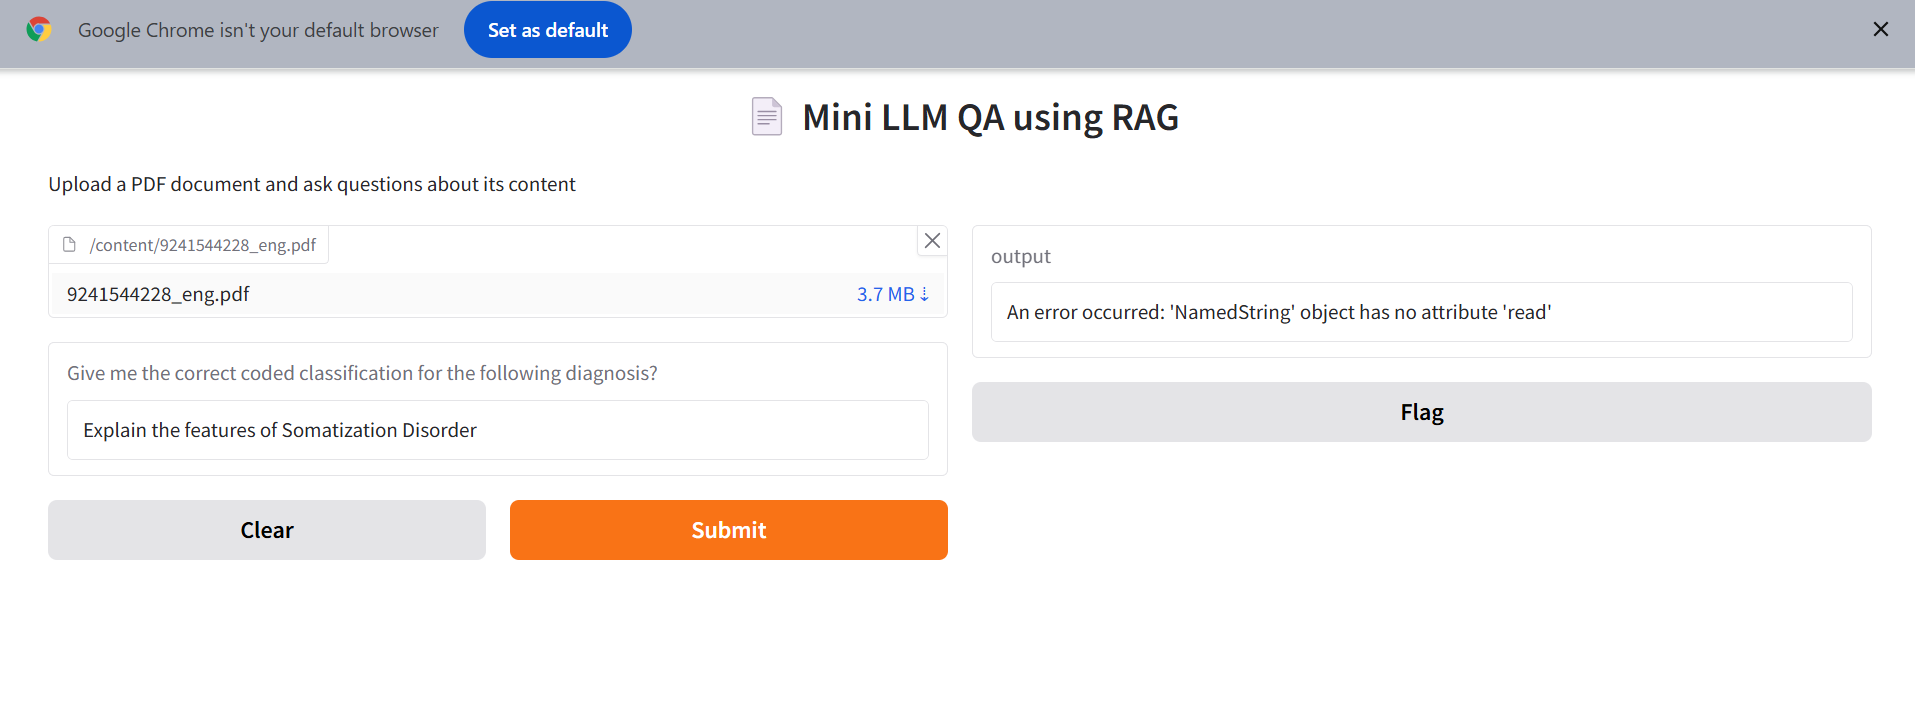 Google Chrome isn't your default browser
Set as default
Mini LLM QA using RAG
Upload a PDF document and ask questions about its content
/content/9241544228_eng.pdf
9241544228_eng.pdf
3.7 MB ⇣
Give me the correct coded classification for the following diagnosis?
Explain the features of Somatization Disorder
Clear
Submit
output
An error occurred: 'NamedString' object has no attribute 'read'
Flag